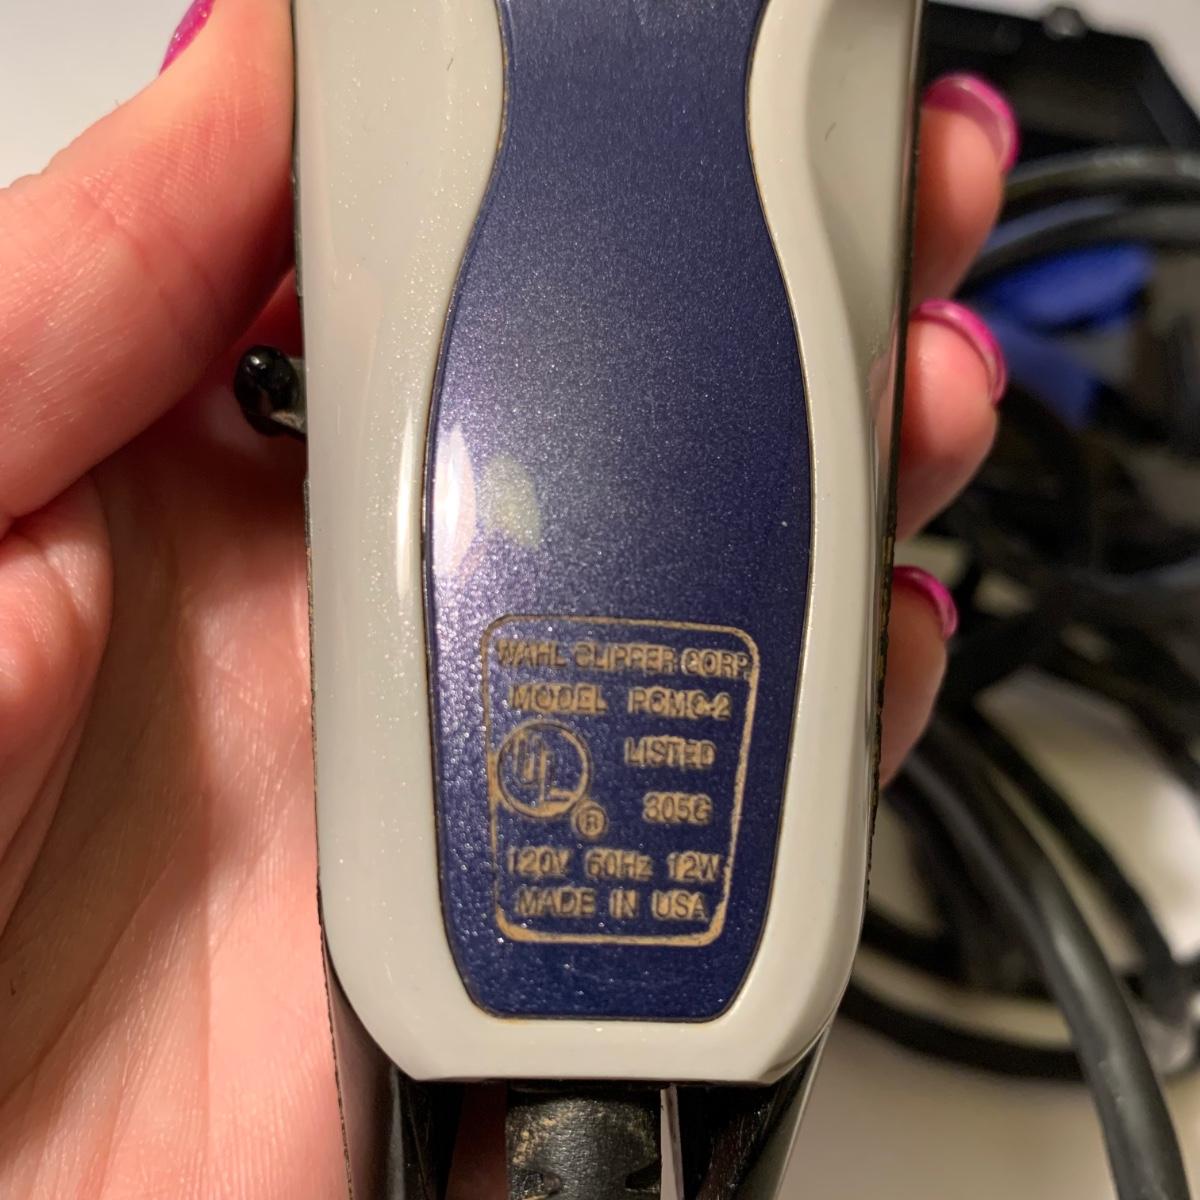 WAHL CLIPPER CORP.
MODEL PCMC-2
UL ® LISTED
305G
120V 60Hz 12W
MADE IN USA